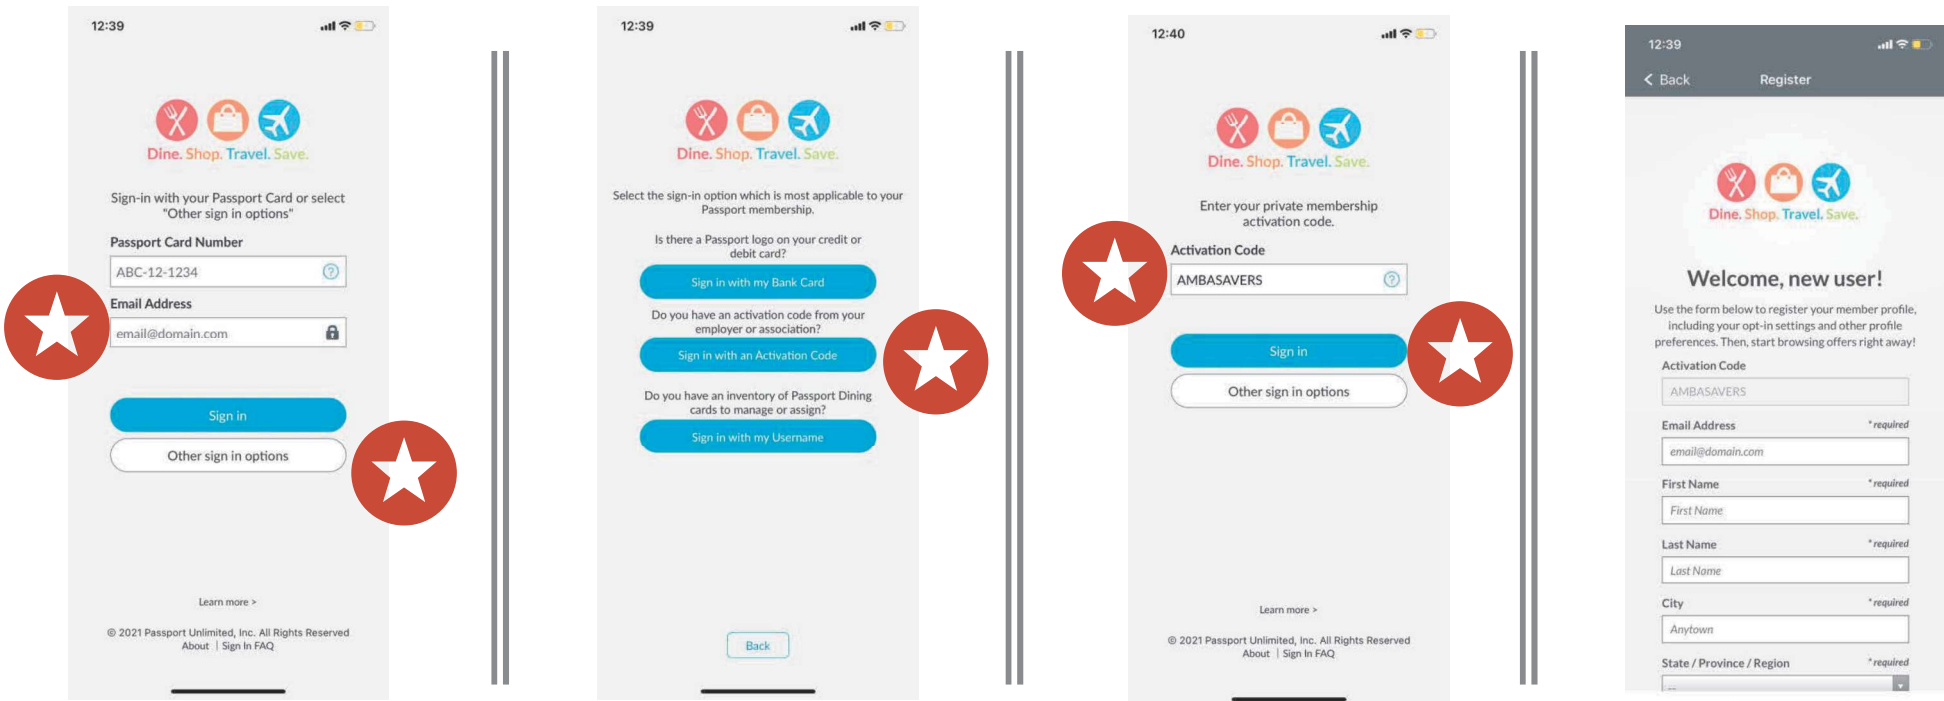 12:39
Dine. Shop. Travel. Save.
Sign-in with your Passport Card or select
"Other sign in options"
Passport Card Number
ABC-12-1234
Email Address
email@domain.com
Sign in
Other sign in options
Learn more >
© 2021 Passport Unlimited, Inc. All Rights Reserved
About | Sign In FAQ
12:39
Dine. Shop. Travel. Save.
Select the sign-in option which is most applicable to your
Passport membership.
Is there a Passport logo on your credit or
debit card?
Sign in with my Bank Card
Do you have an activation code from your
employer or association?
Sign in with an Activation Code
Do you have an inventory of Passport Dining
cards to manage or assign?
Sign in with my Username
Back
12:40
Dine. Shop. Travel. Save.
Enter your private membership
activation code.
Activation Code
AMBASAVERS
Sign in
Other sign in options
Learn more >
© 2021 Passport Unlimited, Inc. All Rights Reserved
About | Sign In FAQ
12:39
< Back Register
Dine. Shop. Travel. Save.
Welcome, new user!
Use the form below to register your member profile,
including your opt-in settings and other profile
preferences. Then, start browsing offers right away!
Activation Code
AMBASAVERS
Email Address * required
email@domain.com
First Name * required
First Name
Last Name * required
Last Name
City * required
Anytown
State / Province / Region * required
--